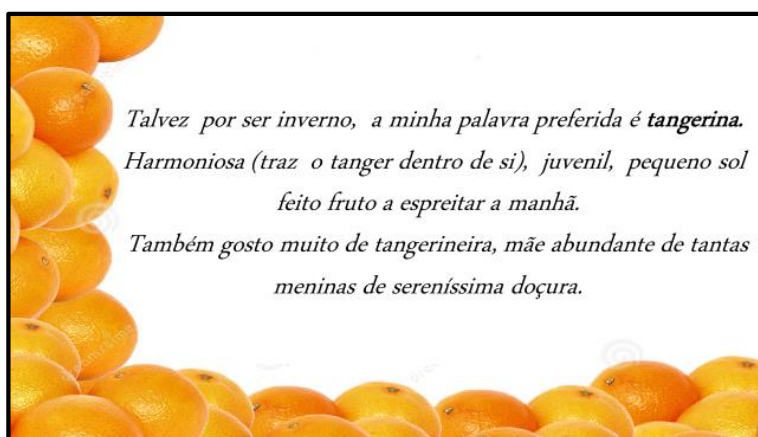 Talvez por ser inverno, a minha palavra preferida é tangerina.
Harmoniosa (traz o tanger dentro de si), juvenil, pequeno sol
feito fruto a espreitar a manhã.
Também gosto muito de tangerineira, mãe abundante de tantas
meninas de sereníssima doçura.